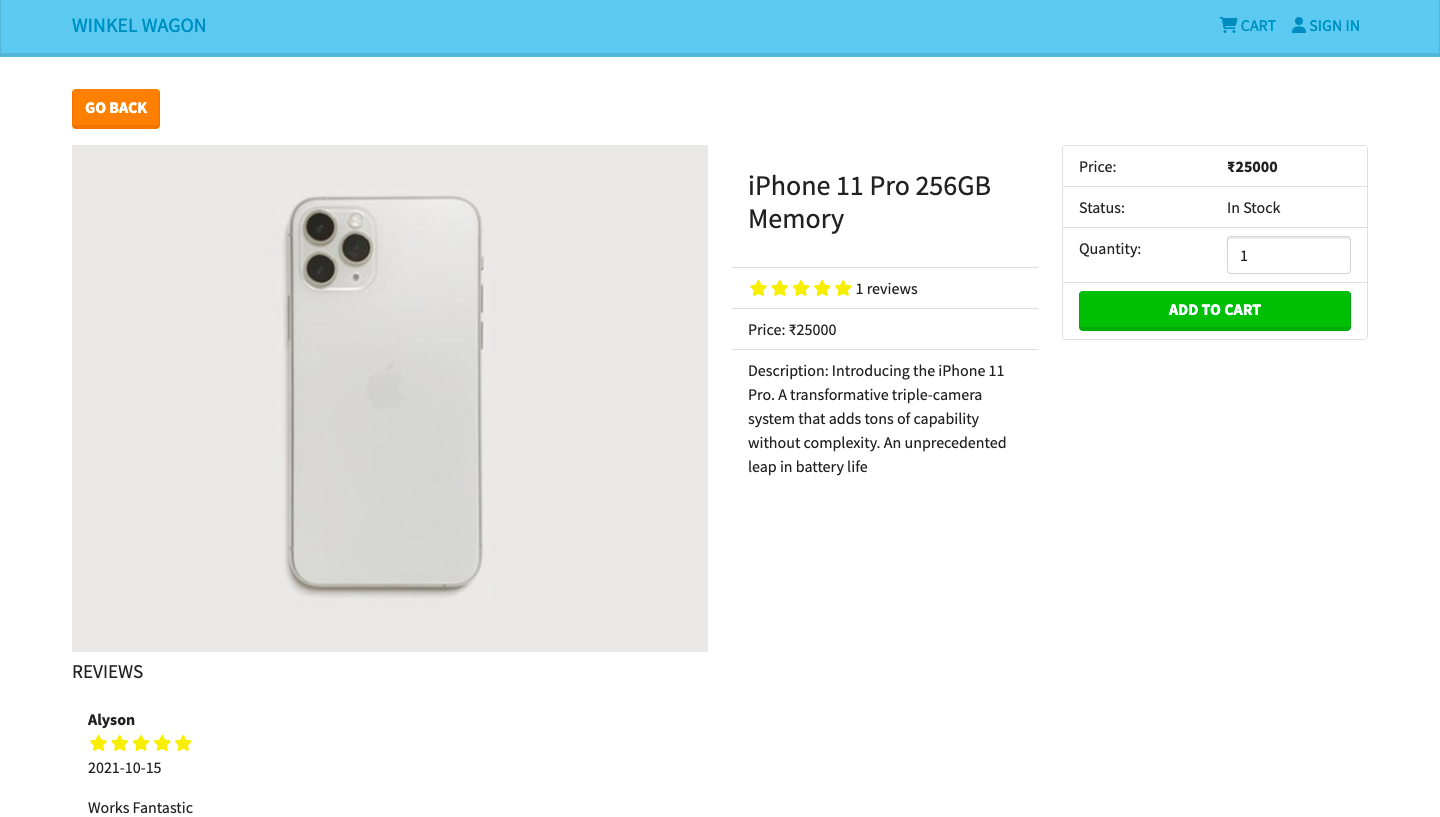 WINKEL WAGON
CART
SIGN IN
GO BACK
iPhone 11 Pro 256GB
Memory
1 reviews
Price: ₹25000
Description: Introducing the iPhone 11
Pro. A transformative triple-camera
system that adds tons of capability
without complexity. An unprecedented
leap in battery life
Price: ₹25000
Status: In Stock
Quantity: 1
ADD TO CART
REVIEWS
Alyson
2021-10-15
Works Fantastic